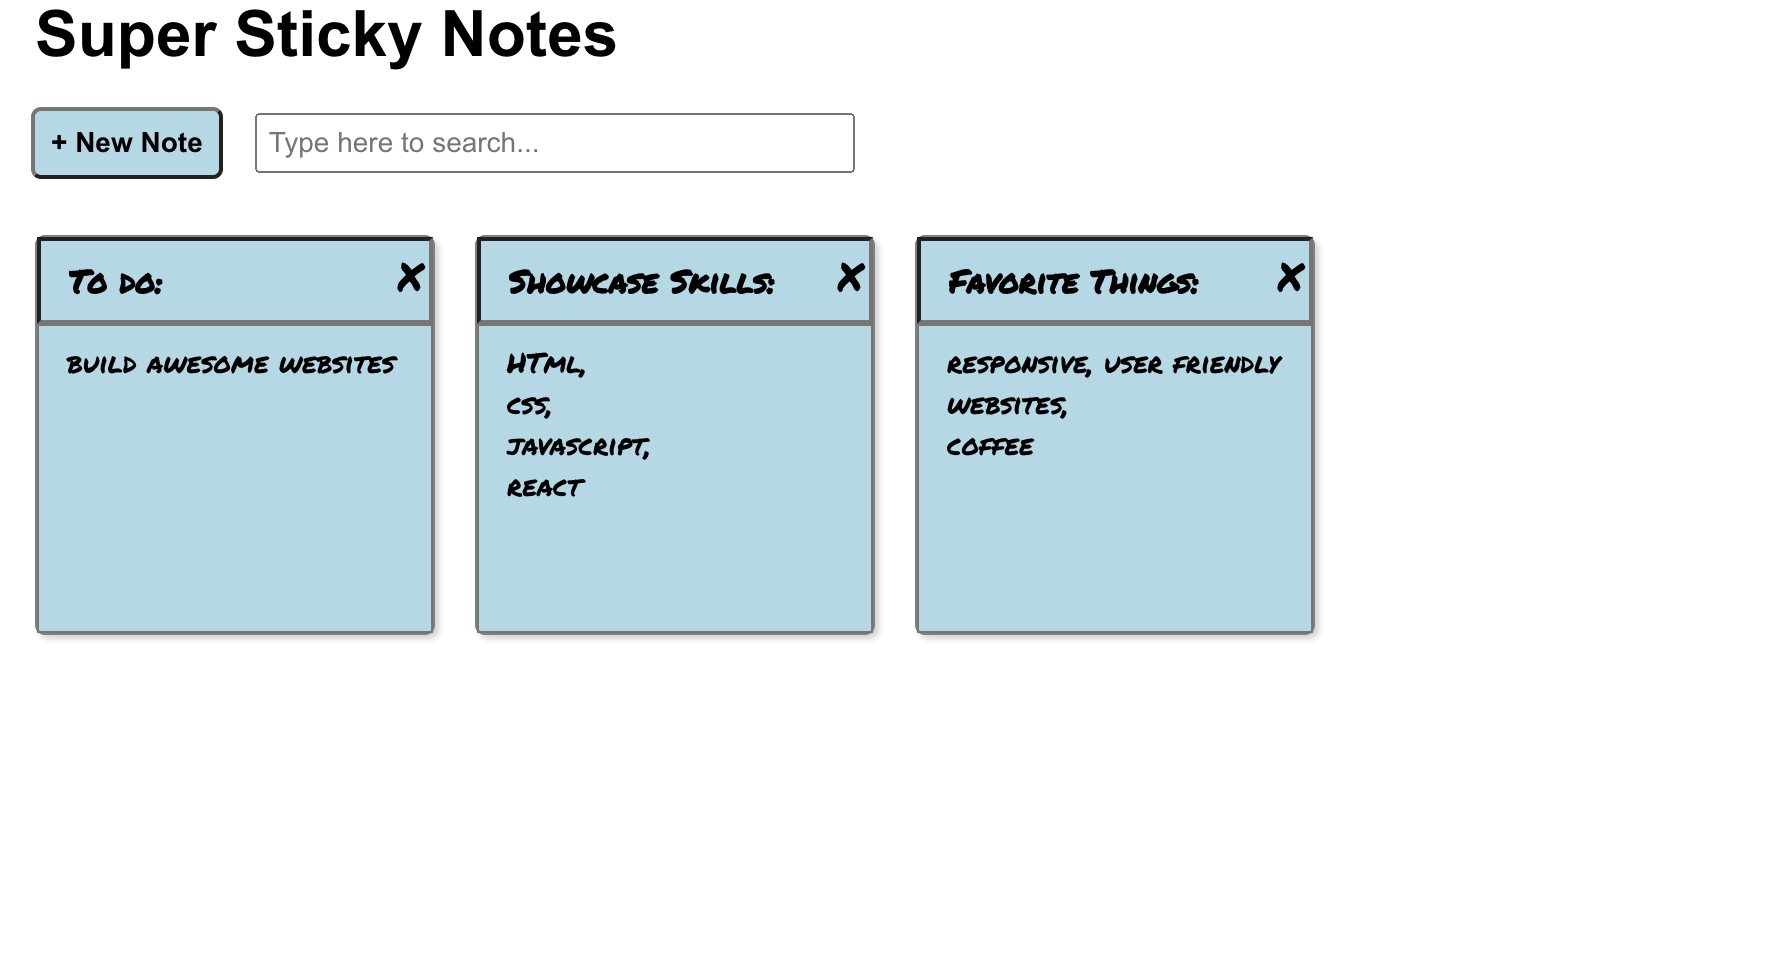 Super Sticky Notes
+ New Note
Type here to search...
To do:
x
Showcase Skills:
x
Favorite Things:
x
build awesome websites
HTml,
css,
javascript,
react
responsive, user friendly
websites,
coffee